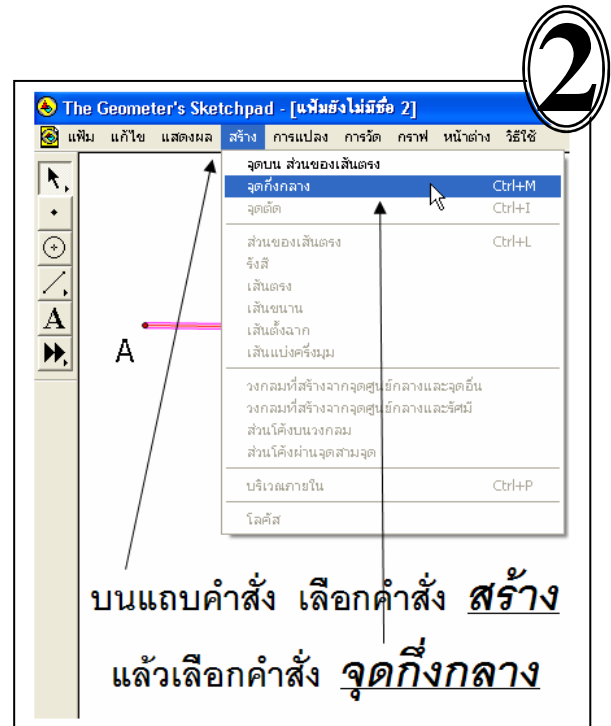 2
The Geometer's Sketchpad - [แฟ้มยังไม่มีชื่อ 2]
แฟ้ม แก้ไข แสดงผล สร้าง การแปลง การวัด กราฟ หน้าต่าง วิธีใช้
จุดบน ส่วนของเส้นตรง
จุดกึ่งกลาง Ctrl+M
จุดตัด Ctrl+I
ส่วนของเส้นตรง Ctrl+L
รังสี
เส้นตรง
เส้นขนาน
เส้นตั้งฉาก
เส้นแบ่งครึ่งมุม
วงกลมที่สร้างจากจุดศูนย์กลางและจุดอื่น
วงกลมที่สร้างจากจุดศูนย์กลางและรัศมี
ส่วนโค้งบนวงกลม
ส่วนโค้งผ่านจุดสามจุด
บริเวณภายใน Ctrl+P
โลคัส
A
A
บนแถบคำสั่ง เลือกคำสั่ง สร้าง
แล้วเลือกคำสั่ง จุดกึ่งกลาง